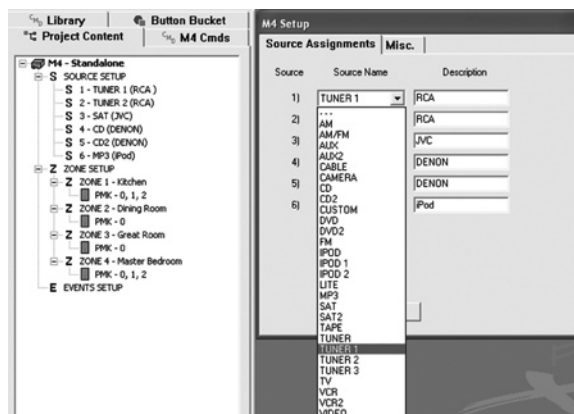 Library
Button Bucket
Project Content
M4 Cmds
M4 - Standalone
S SOURCE SETUP
S 1 - TUNER 1 (RCA )
S 2 - TUNER 2 (RCA)
S 3 - SAT (JVC)
S 4 - CD (DENON)
S 5 - CD2 (DENON)
S 6 - MP3 (iPod)
Z ZONE SETUP
Z ZONE 1 - Kitchen
PMK - 0, 1, 2
Z ZONE 2 - Dining Room
PMK - 0
Z ZONE 3 - Great Room
PMK - 0
Z ZONE 4 - Master Bedroom
PMK - 0, 1, 2
E EVENTS SETUP
M4 Setup
Source Assignments Misc.
Source Source Name Description
1) TUNER 1 RCA
2) RCA
3) JVC
4) DENON
5) DENON
6) iPod
...
AM
AM/FM
AUX
AUX2
CABLE
CAMERA
CD
CD2
CUSTOM
DVD
DVD2
FM
IPOD
IPOD 1
IPOD 2
LITE
MP3
SAT
SAT2
TAPE
TUNER
TUNER 1
TUNER 2
TUNER 3
TV
VCR
VCR2
VIDEO